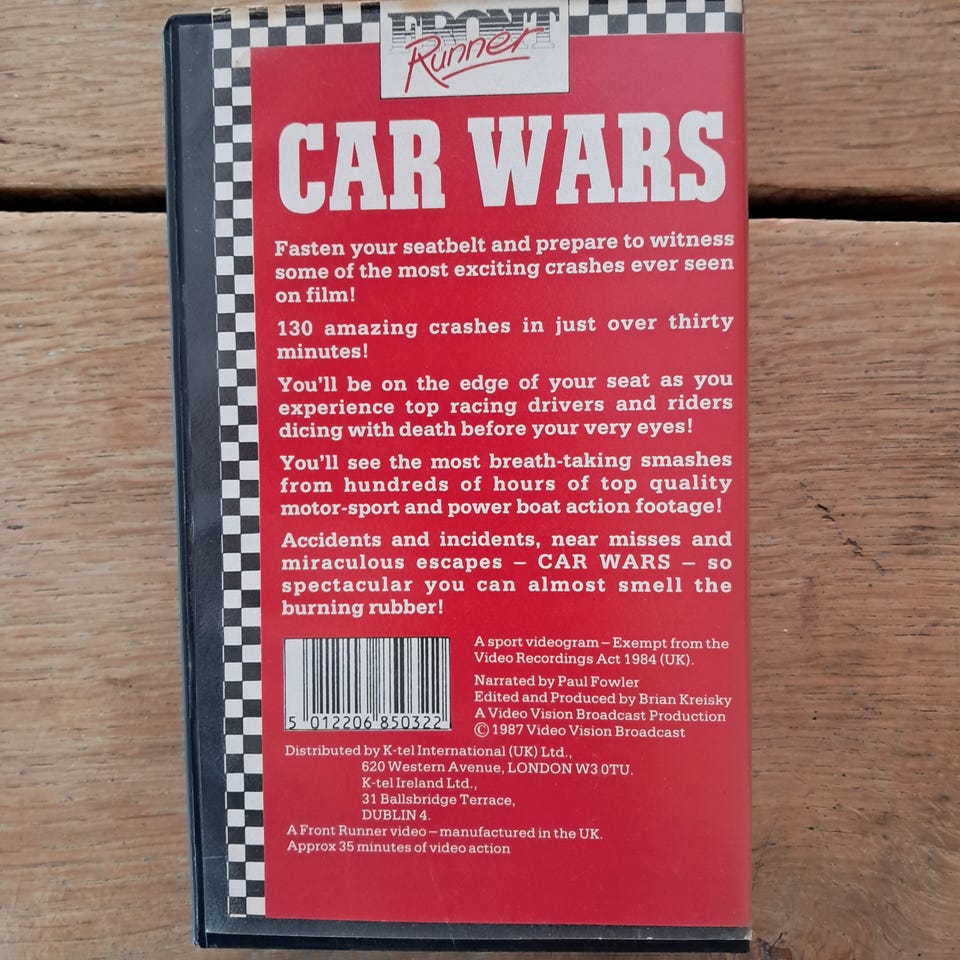 FRONT
Runner
CAR WARS
Fasten your seatbelt and prepare to witness
some of the most exciting crashes ever seen
on film!
130 amazing crashes in just over thirty
minutes!
You'll be on the edge of your seat as you
experience top racing drivers and riders
dicing with death before your very eyes!
You'll see the most breath-taking smashes
from hundreds of hours of top quality
motor-sport and power boat action footage!
Accidents and incidents, near misses and
miraculous escapes – CAR WARS – so
spectacular you can almost smell the
burning rubber!
A sport videogram – Exempt from the
Video Recordings Act 1984 (UK).
Narrated by Paul Fowler
Edited and Produced by Brian Kreisky
A Video Vision Broadcast Production
© 1987 Video Vision Broadcast
5 012206 850322
Distributed by K-tel International (UK) Ltd.,
620 Western Avenue, LONDON W3 0TU.
K-tel Ireland Ltd.,
31 Ballsbridge Terrace,
DUBLIN 4.
A Front Runner video – manufactured in the UK.
Approx 35 minutes of video action